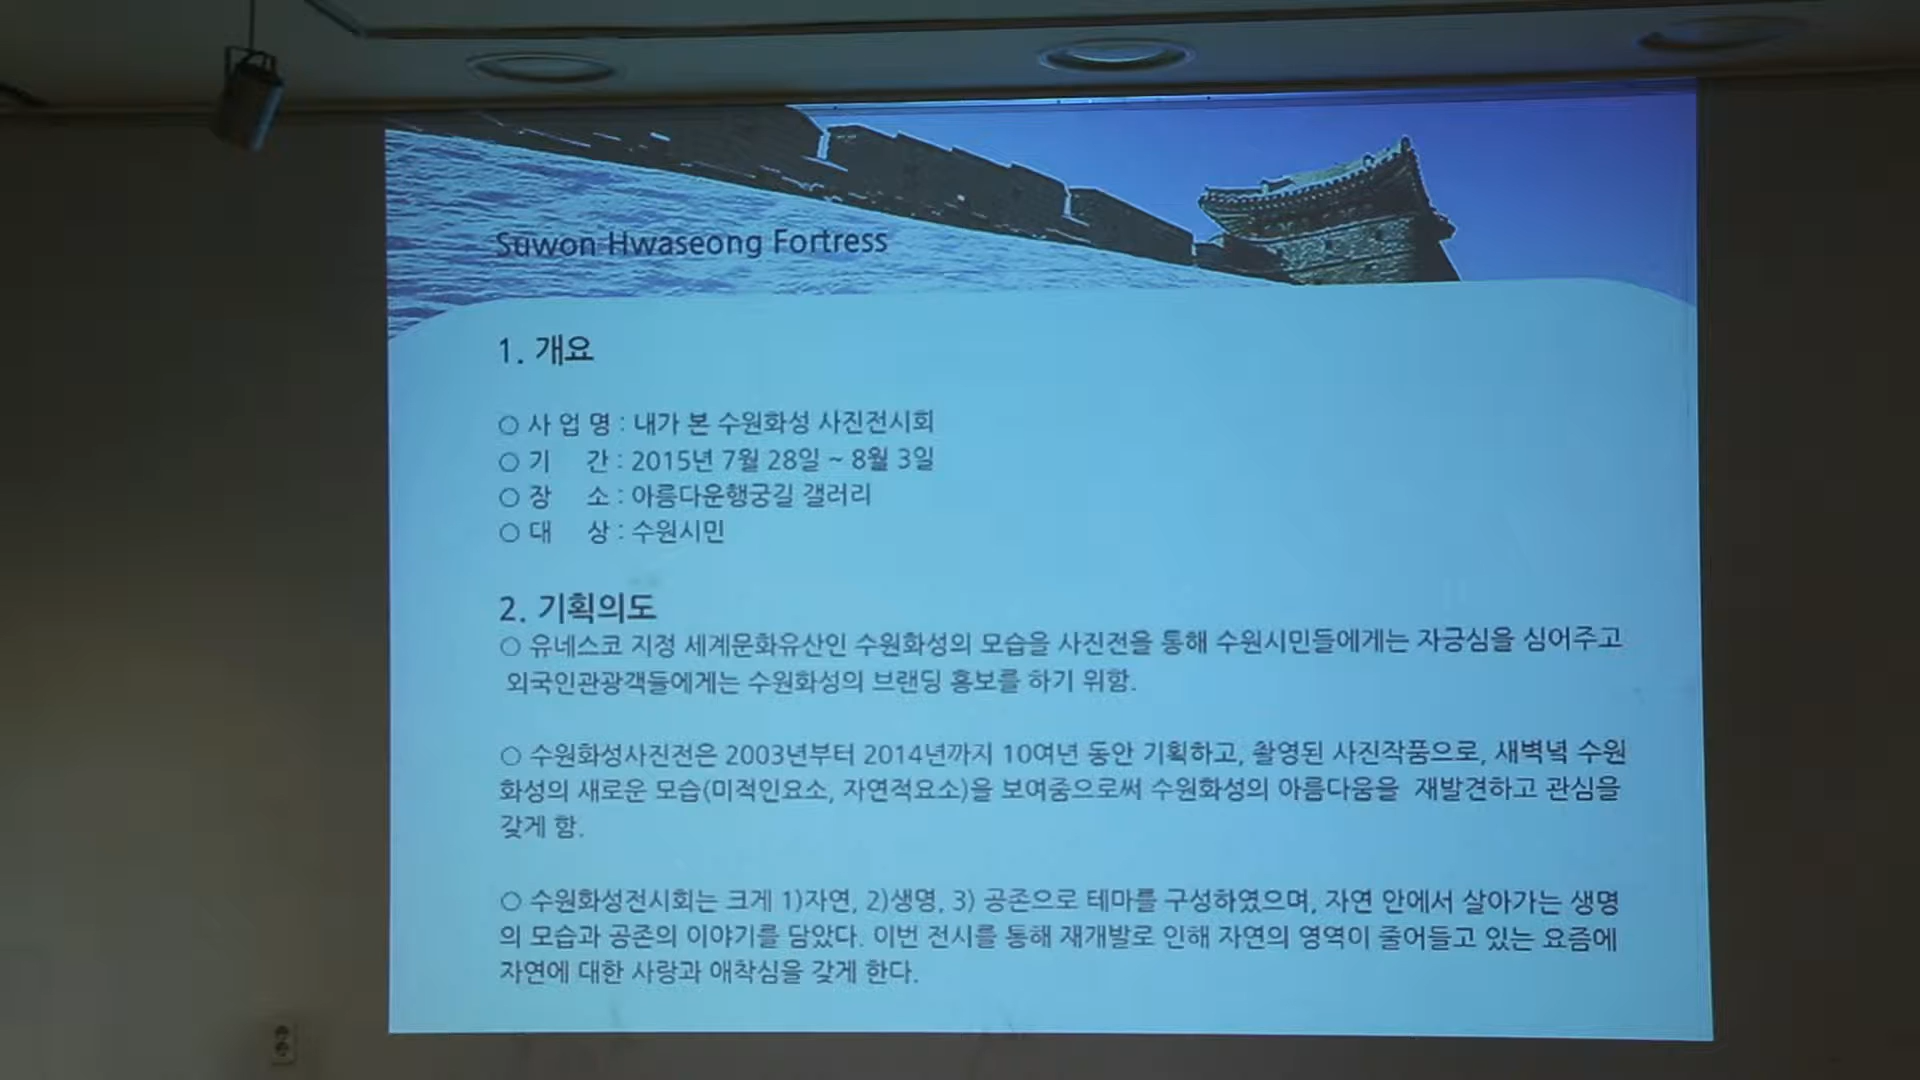 Suwon Hwaseong Fortress
1. 개요
○ 사 업 명 : 내가 본 수원화성 사진전시회
○ 기 간 : 2015년 7월 28일 ~ 8월 3일
○ 장 소 : 아름다운행궁길 갤러리
○ 대 상 : 수원시민
2. 기획의도
○ 유네스코 지정 세계문화유산인 수원화성의 모습을 사진전을 통해 수원시민들에게는 자긍심을 심어주고
외국인관광객들에게는 수원화성의 브랜딩 홍보를 하기 위함.
○ 수원화성사진전은 2003년부터 2014년까지 10여년 동안 기획하고, 촬영된 사진작품으로, 새벽녘 수원
화성의 새로운 모습(미적인요소, 자연적요소)을 보여줌으로써 수원화성의 아름다움을 재발견하고 관심을
갖게 함.
○ 수원화성전시회는 크게 1)자연, 2)생명, 3) 공존으로 테마를 구성하였으며, 자연 안에서 살아가는 생명
의 모습과 공존의 이야기를 담았다. 이번 전시를 통해 재개발로 인해 자연의 영역이 줄어들고 있는 요즘에
자연에 대한 사랑과 애착심을 갖게 한다.